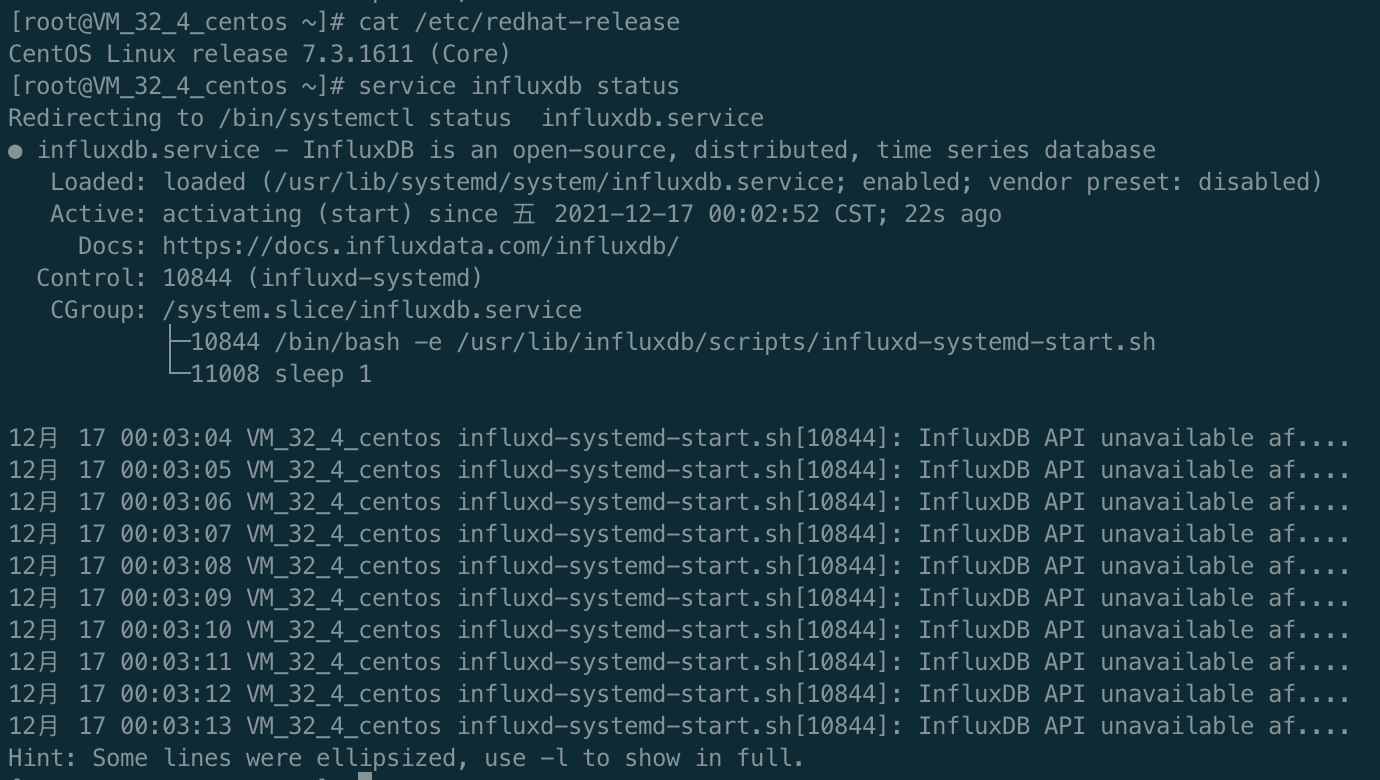 [root@VM_32_4_centos ~]# cat /etc/redhat-release
CentOS Linux release 7.3.1611 (Core)
[root@VM_32_4_centos ~]# service influxdb status
Redirecting to /bin/systemctl status  influxdb.service
● influxdb.service - InfluxDB is an open-source, distributed, time series database
   Loaded: loaded (/usr/lib/systemd/system/influxdb.service; enabled; vendor preset: disabled)
   Active: activating (start) since 五 2021-12-17 00:02:52 CST; 22s ago
     Docs: https://docs.influxdata.com/influxdb/
  Control: 10844 (influxd-systemd)
   CGroup: /system.slice/influxdb.service
           ├─10844 /bin/bash -e /usr/lib/influxdb/scripts/influxd-systemd-start.sh
           └─11008 sleep 1
12月 17 00:03:04 VM_32_4_centos influxd-systemd-start.sh[10844]: InfluxDB API unavailable af....
12月 17 00:03:05 VM_32_4_centos influxd-systemd-start.sh[10844]: InfluxDB API unavailable af....
12月 17 00:03:06 VM_32_4_centos influxd-systemd-start.sh[10844]: InfluxDB API unavailable af....
12月 17 00:03:07 VM_32_4_centos influxd-systemd-start.sh[10844]: InfluxDB API unavailable af....
12月 17 00:03:08 VM_32_4_centos influxd-systemd-start.sh[10844]: InfluxDB API unavailable af....
12月 17 00:03:09 VM_32_4_centos influxd-systemd-start.sh[10844]: InfluxDB API unavailable af....
12月 17 00:03:10 VM_32_4_centos influxd-systemd-start.sh[10844]: InfluxDB API unavailable af....
12月 17 00:03:11 VM_32_4_centos influxd-systemd-start.sh[10844]: InfluxDB API unavailable af....
12月 17 00:03:12 VM_32_4_centos influxd-systemd-start.sh[10844]: InfluxDB API unavailable af....
12月 17 00:03:13 VM_32_4_centos influxd-systemd-start.sh[10844]: InfluxDB API unavailable af....
Hint: Some lines were ellipsized, use -l to show in full.